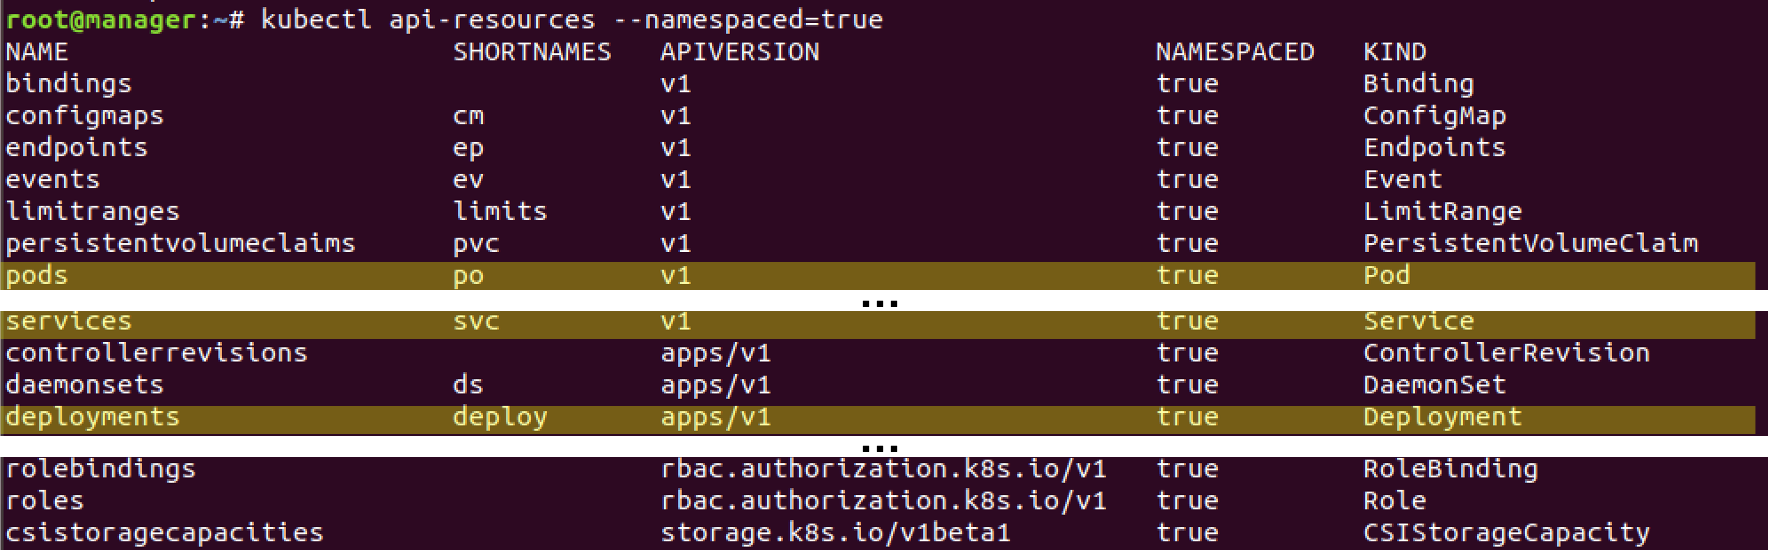 root@manager:~# kubectl api-resources --namespaced=true
NAME SHORTNAMES APIVERSION NAMESPACED KIND
bindings v1 true Binding
configmaps cm v1 true ConfigMap
endpoints ep v1 true Endpoints
events ev v1 true Event
limitranges limits v1 true LimitRange
persistentvolumeclaims pvc v1 true PersistentVolumeClaim
pods po v1 true Pod
...
services svc v1 true Service
controllerrevisions apps/v1 true ControllerRevision
daemonsets ds apps/v1 true DaemonSet
deployments deploy apps/v1 true Deployment
...
rolebindings rbac.authorization.k8s.io/v1 true RoleBinding
roles rbac.authorization.k8s.io/v1 true Role
csistoragecapacities storage.k8s.io/v1beta1 true CSIStorageCapacity